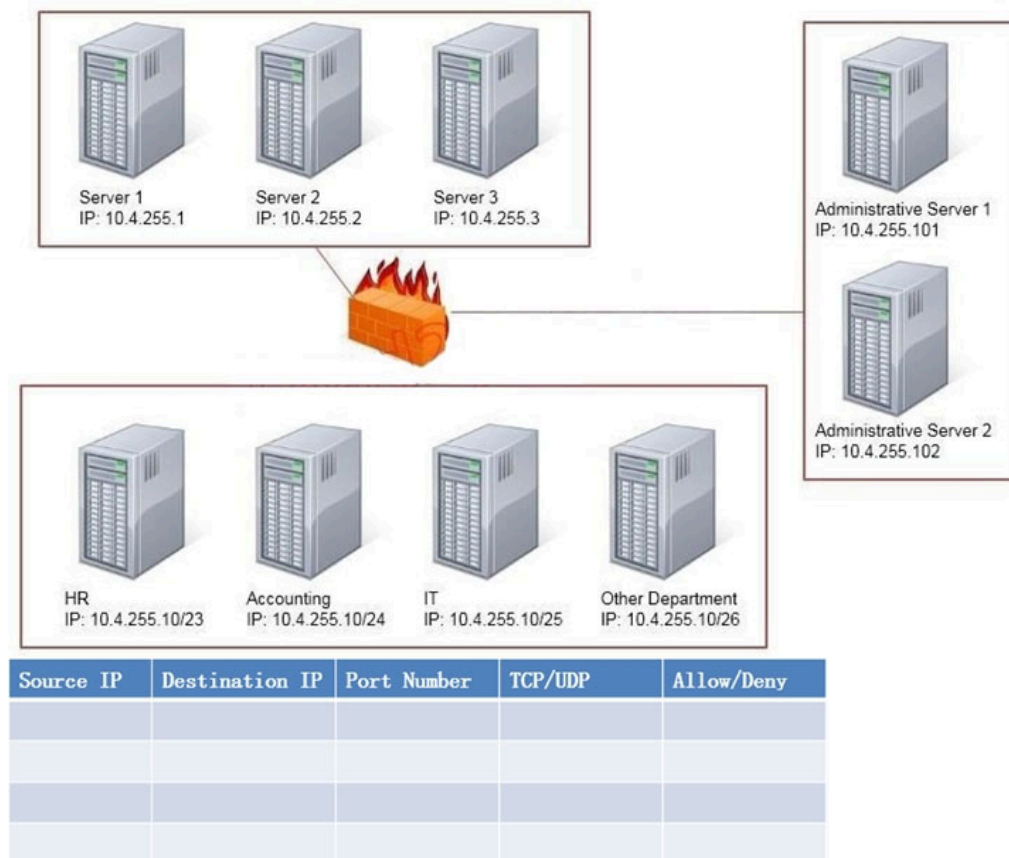 Server 1
IP: 10.4.255.1
Server 2
IP: 10.4.255.2
Server 3
IP: 10.4.255.3
Administrative Server 1
IP: 10.4.255.101
Administrative Server 2
IP: 10.4.255.102
HR
IP: 10.4.255.10/23
Accounting
IP: 10.4.255.10/24
IT
IP: 10.4.255.10/25
Other Department
IP: 10.4.255.10/26
Source IP Destination IP Port Number TCP/UDP Allow/Deny